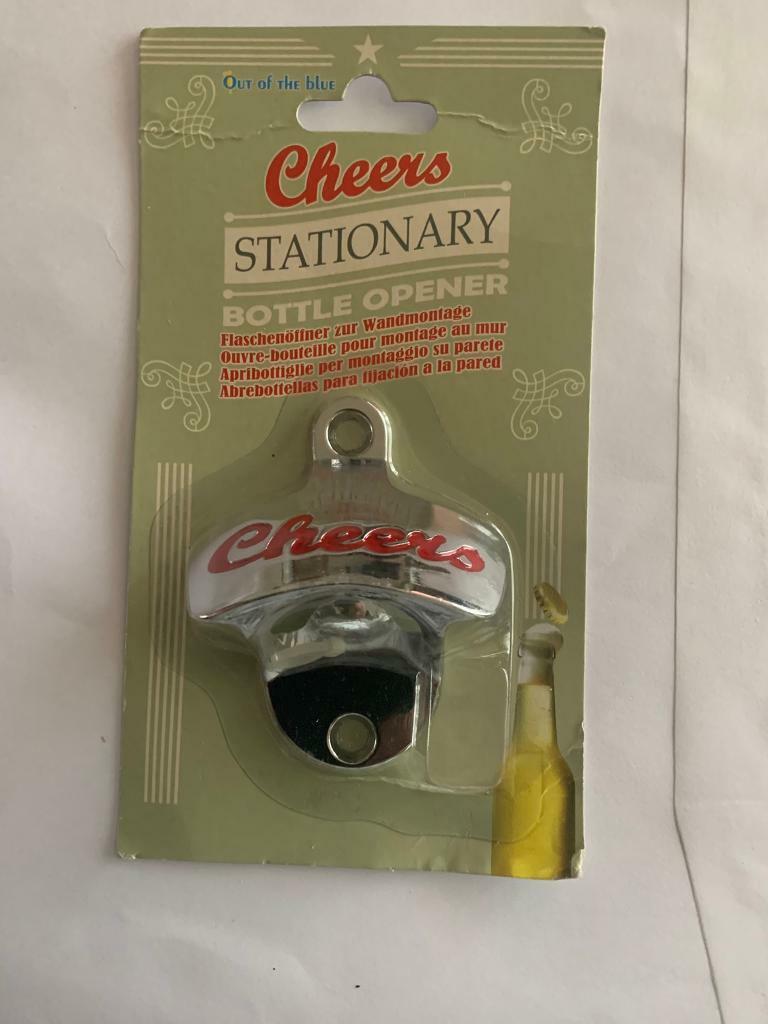 Out of the blue
Cheers
STATIONARY
BOTTLE OPENER
Flaschenöffner zur Wandmontage
Ouvre-bouteille pour montage au mur
Apribottiglie per montaggio su parete
Abrebottellas para fijación a la pared
Cheers